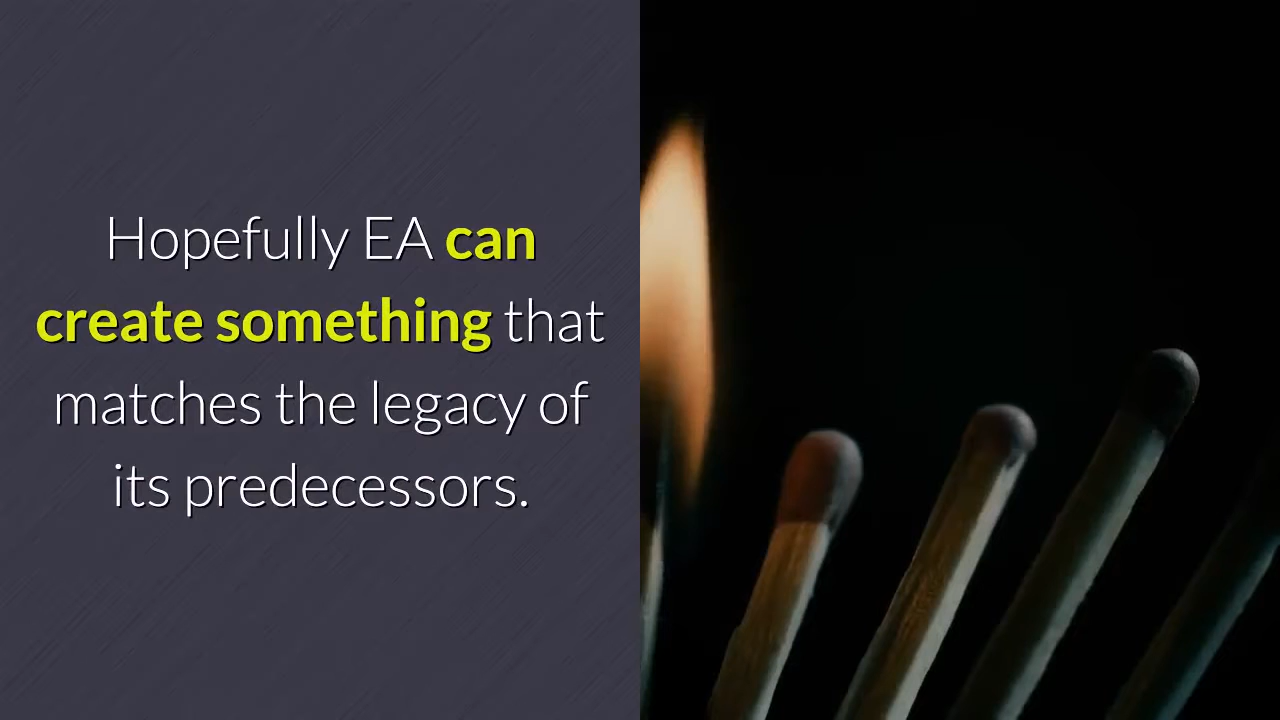 Hopefully EA can
create something that
matches the legacy of
its predecessors.